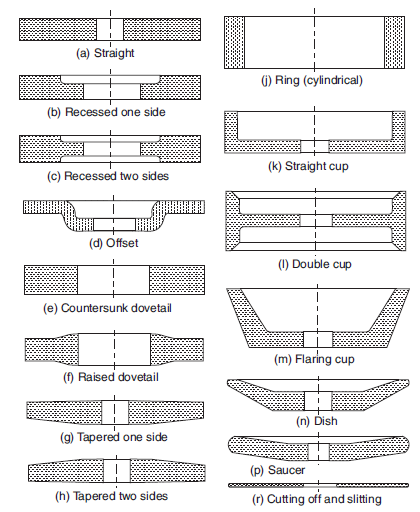 (a) Straight
(b) Recessed one side
(c) Recessed two sides
(d) Offset
(e) Countersunk dovetail
(f) Raised dovetail
(g) Tapered one side
(h) Tapered two sides
(j) Ring (cylindrical)
(k) Straight cup
(l) Double cup
(m) Flaring cup
(n) Dish
(p) Saucer
(r) Cutting off and slitting